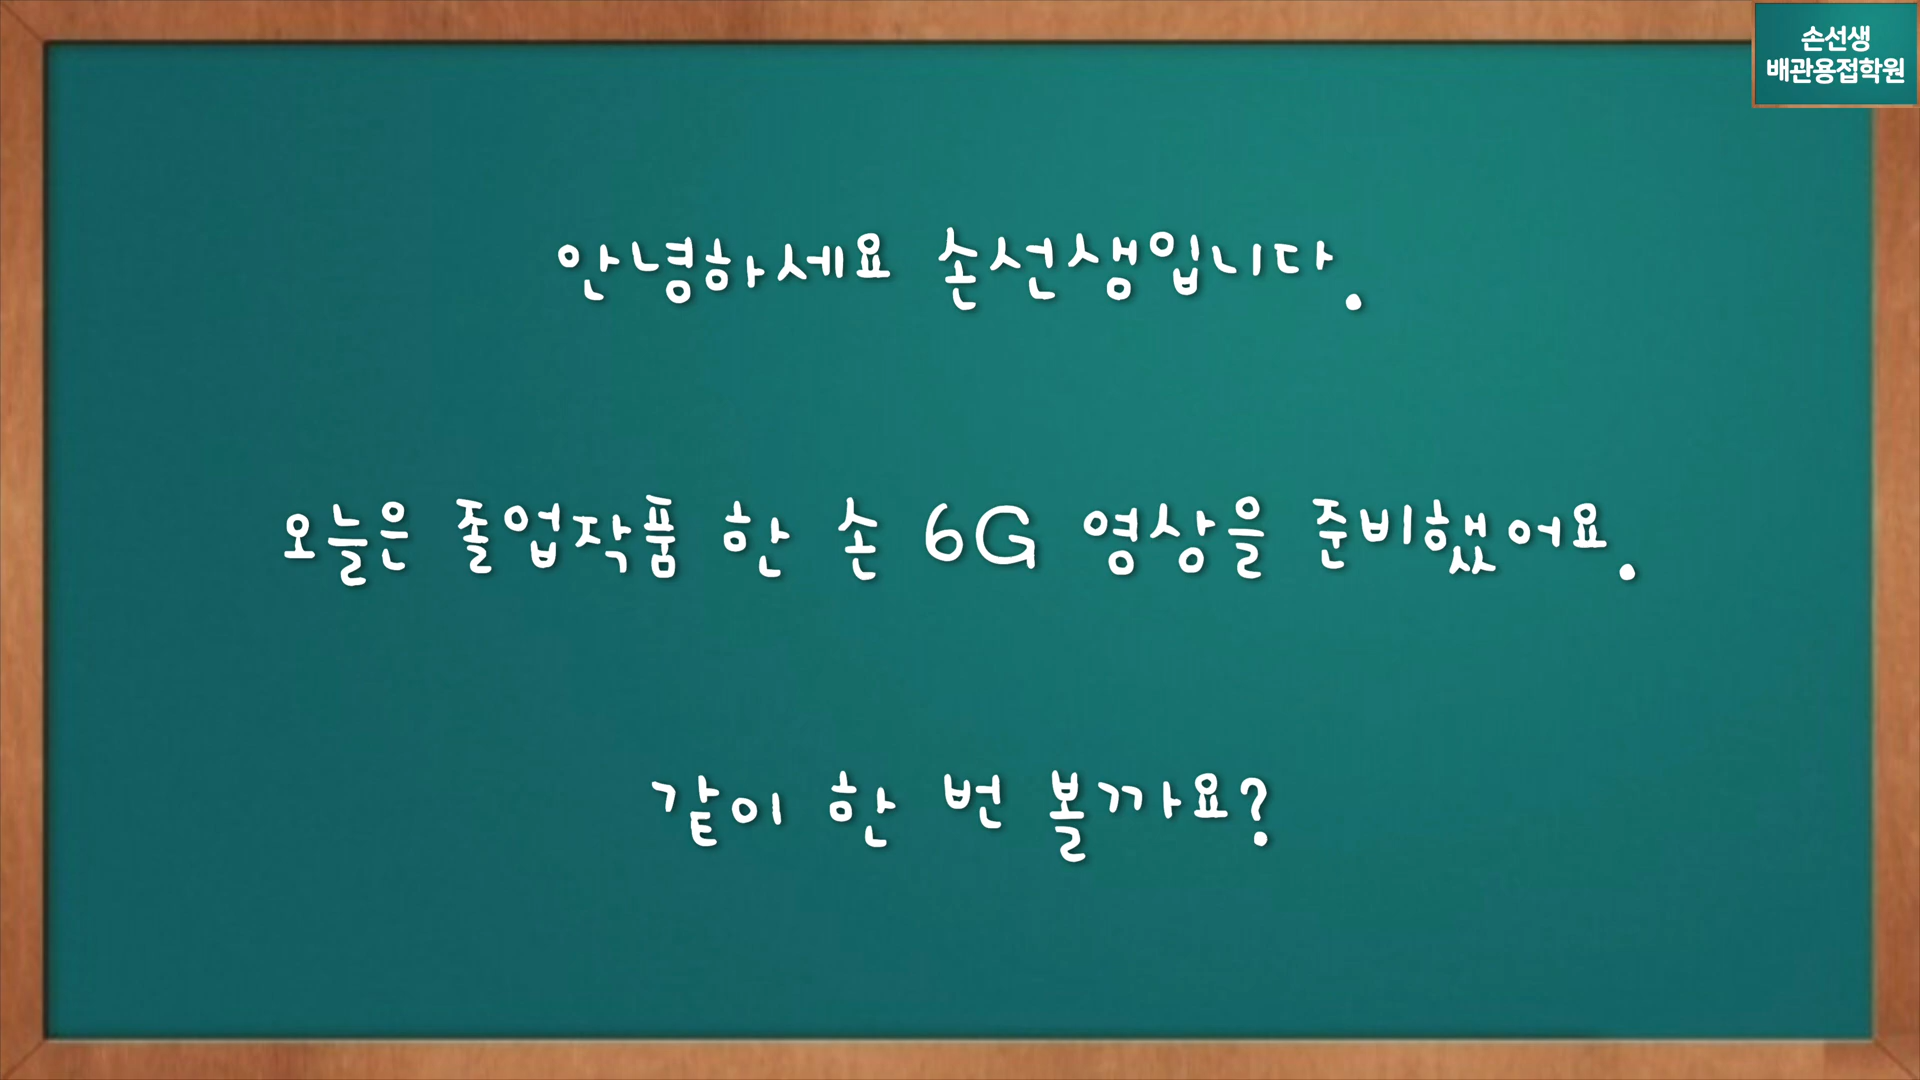 손선생
배관용접학원
안녕하세요 손선생입니다.
오늘은 졸업작품 한 손 6G 영상을 준비했어요.
같이 한 번 볼까요?